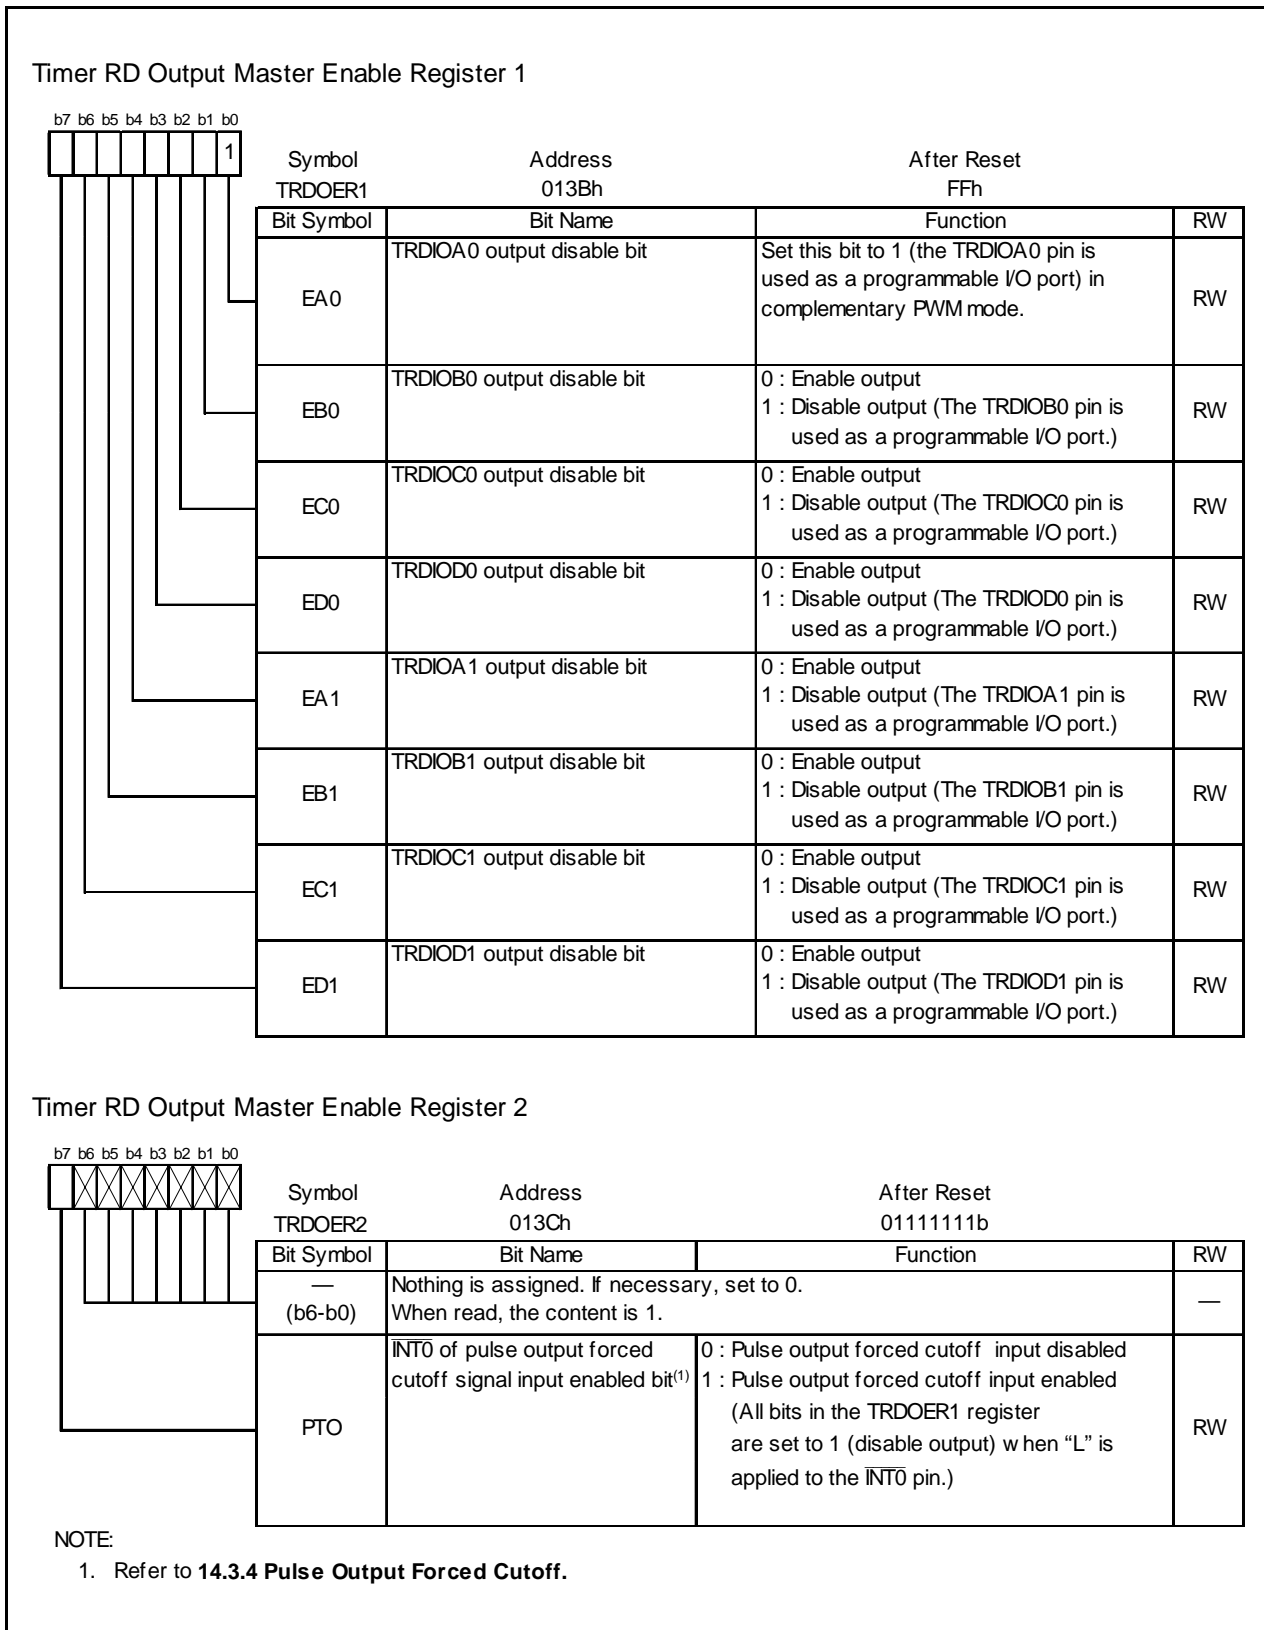 Timer RD Output Master Enable Register 1
b7 b6 b5 b4 b3 b2 b1 b0
1
Symbol Address After Reset
TRDOER1 013Bh FFh
Bit Symbol Bit Name Function RW
EA0 TRDIOA0 output disable bit Set this bit to 1 (the TRDIOA0 pin is
used as a programmable I/O port) in
complementary PWM mode. RW
EB0 TRDIOB0 output disable bit 0 : Enable output
1 : Disable output (The TRDIOB0 pin is
used as a programmable I/O port.) RW
EC0 TRDIOC0 output disable bit 0 : Enable output
1 : Disable output (The TRDIOC0 pin is
used as a programmable I/O port.) RW
ED0 TRDIOD0 output disable bit 0 : Enable output
1 : Disable output (The TRDIOD0 pin is
used as a programmable I/O port.) RW
EA1 TRDIOA1 output disable bit 0 : Enable output
1 : Disable output (The TRDIOA1 pin is
used as a programmable I/O port.) RW
EB1 TRDIOB1 output disable bit 0 : Enable output
1 : Disable output (The TRDIOB1 pin is
used as a programmable I/O port.) RW
EC1 TRDIOC1 output disable bit 0 : Enable output
1 : Disable output (The TRDIOC1 pin is
used as a programmable I/O port.) RW
ED1 TRDIOD1 output disable bit 0 : Enable output
1 : Disable output (The TRDIOD1 pin is
used as a programmable I/O port.) RW
Timer RD Output Master Enable Register 2
b7 b6 b5 b4 b3 b2 b1 b0
Symbol Address After Reset
TRDOER2 013Ch 01111111b
Bit Symbol Bit Name Function RW
— Nothing is assigned. If necessary, set to 0.
(b6-b0) When read, the content is 1. —
PTO
INT0 of pulse output forced
cutoff signal input enabled bit(1)
0 : Pulse output forced cutoff input disabled
1 : Pulse output forced cutoff input enabled
(All bits in the TRDOER1 register
are set to 1 (disable output) when “L” is
applied to the INT0 pin.)
RW
NOTE:
1. Refer to 14.3.4 Pulse Output Forced Cutoff.